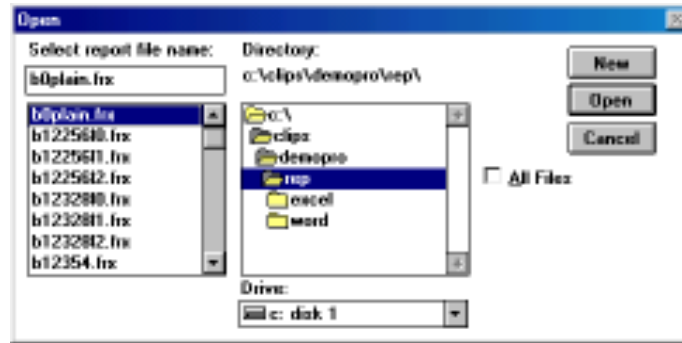 Open
Select report file name:
b0plain.frx
b0plain.frx
b1225610.frx
b1225611.frx
b1225612.frx
b1232810.frx
b1232811.frx
b1232812.frx
b12354.frx
Directory:
c:\clips\demopro\rep\
c:\
clips
demopro
rep
excel
word
Drive:
c: disk 1
New
Open
Cancel
All Files